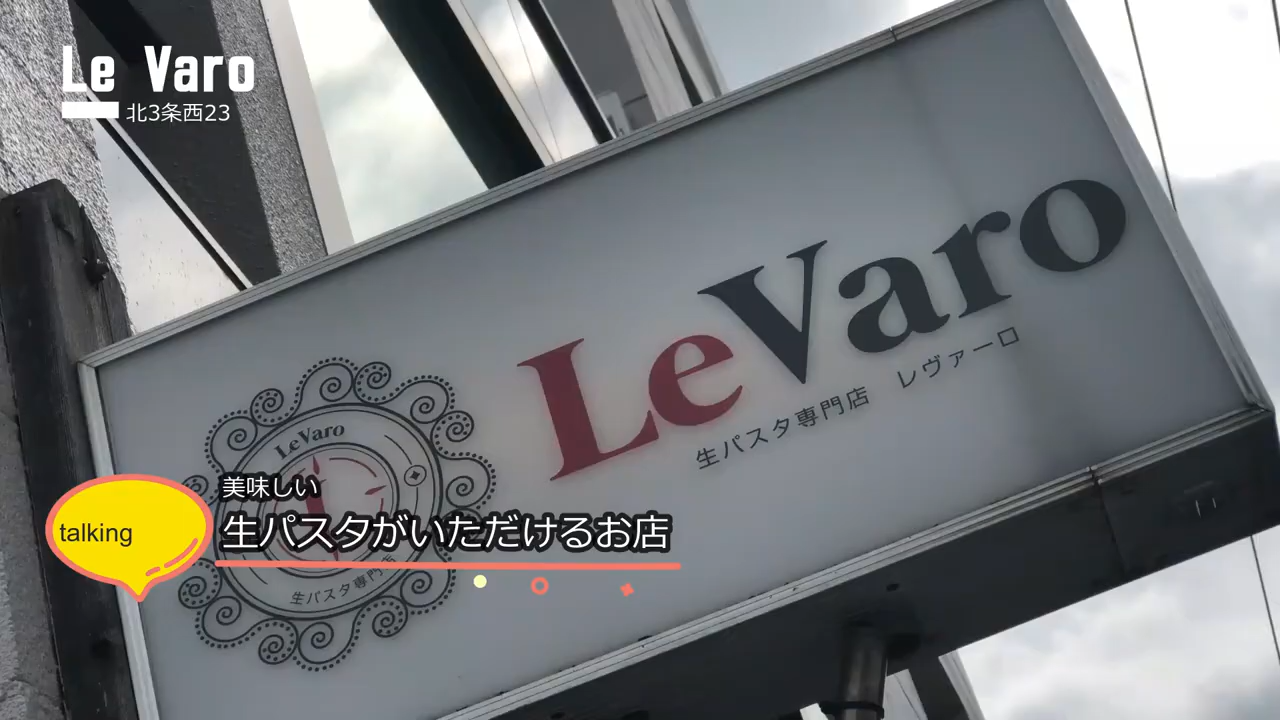 Le Varo
北3条西23
LeVaro
生パスタ専門店 レヴァーロ
LeVaro
生パスタ専門店
talking
美味しい
生パスタがいただけるお店